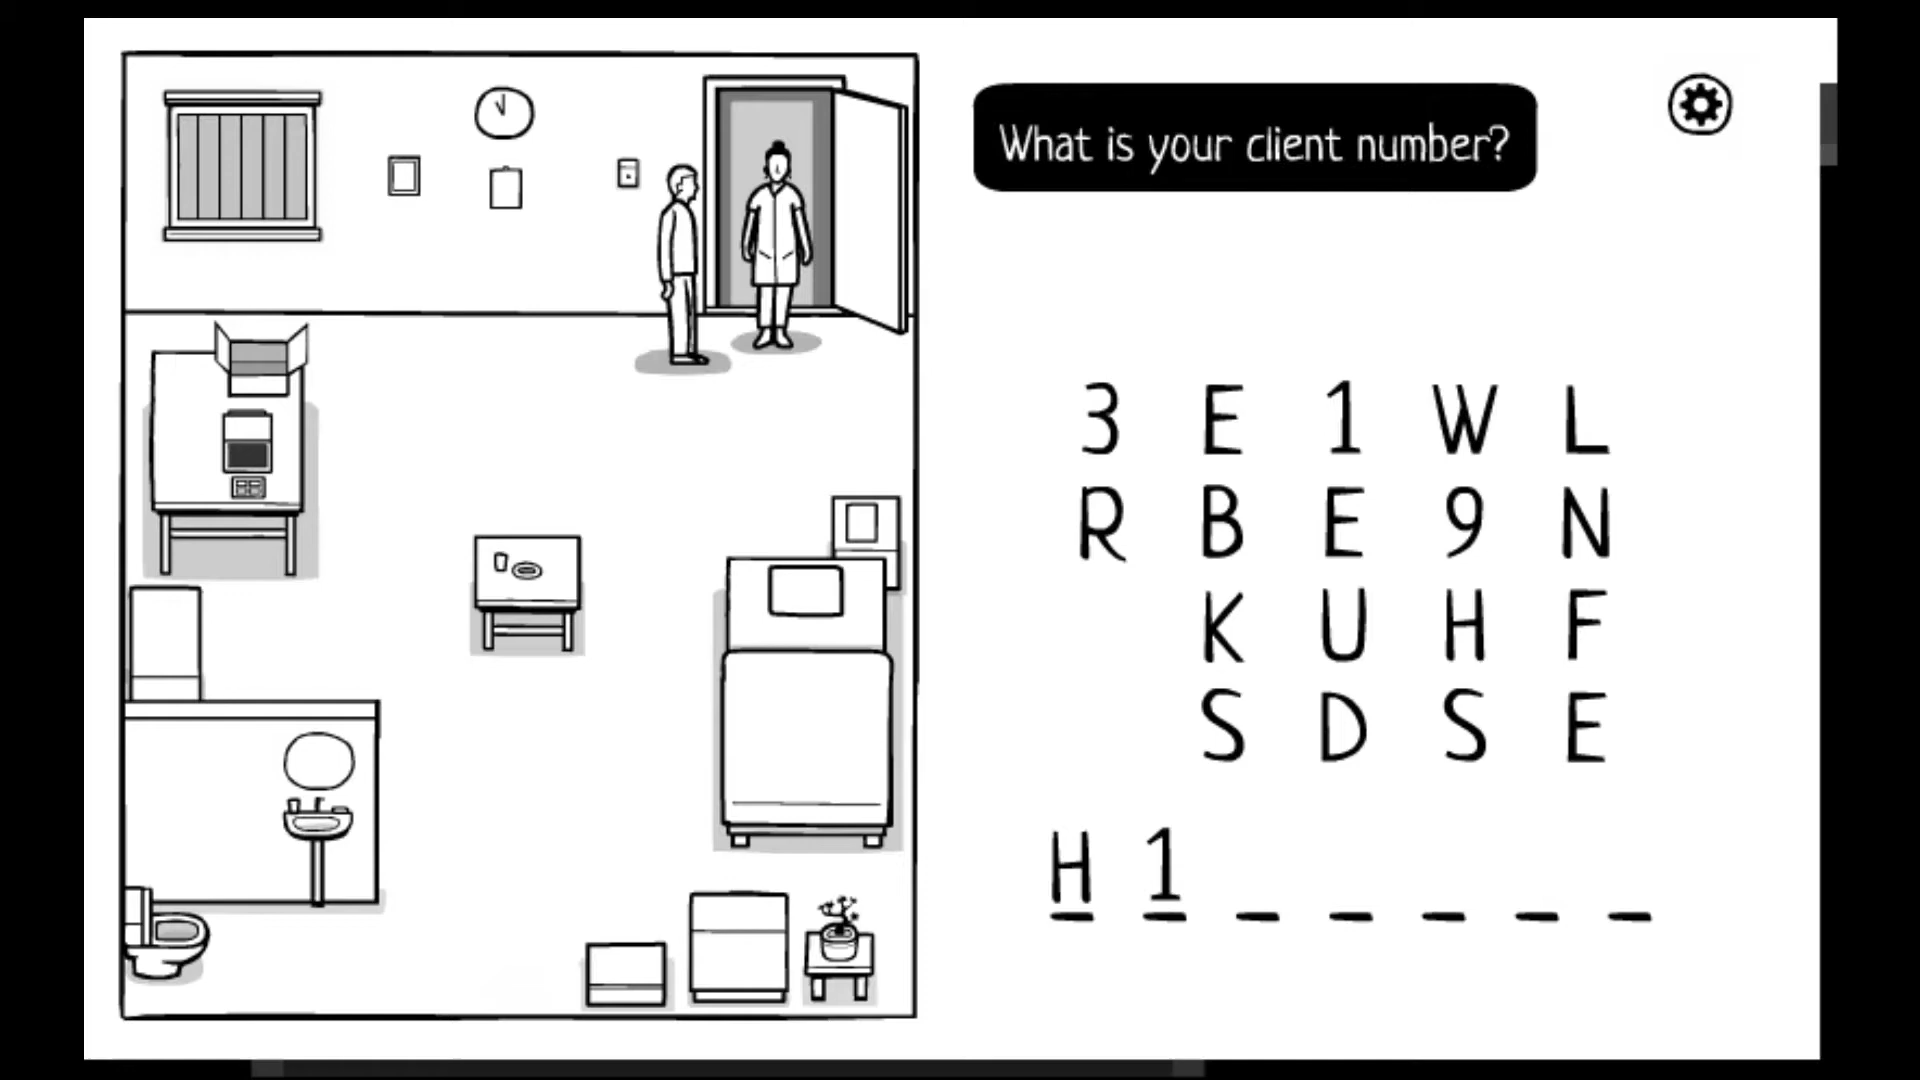 What is your client number?
3 E 1 W L
R B E 9 N
K U H F
S D S E
H 1 _ _ _ _ _